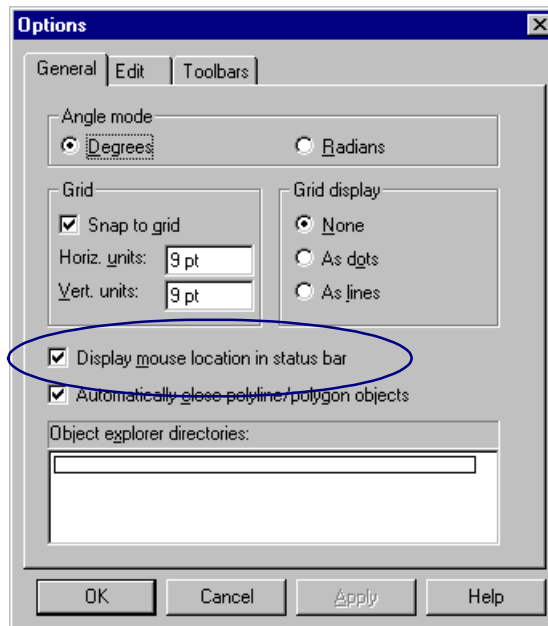 Options
General Edit Toolbars
Angle mode
Degrees Radians
Grid Grid display
Snap to grid None
Horiz. units: 9 pt As dots
Vert. units: 9 pt As lines
Display mouse location in status bar
Automatically close polyline/polygon objects
Object explorer directories:
OK Cancel Apply Help